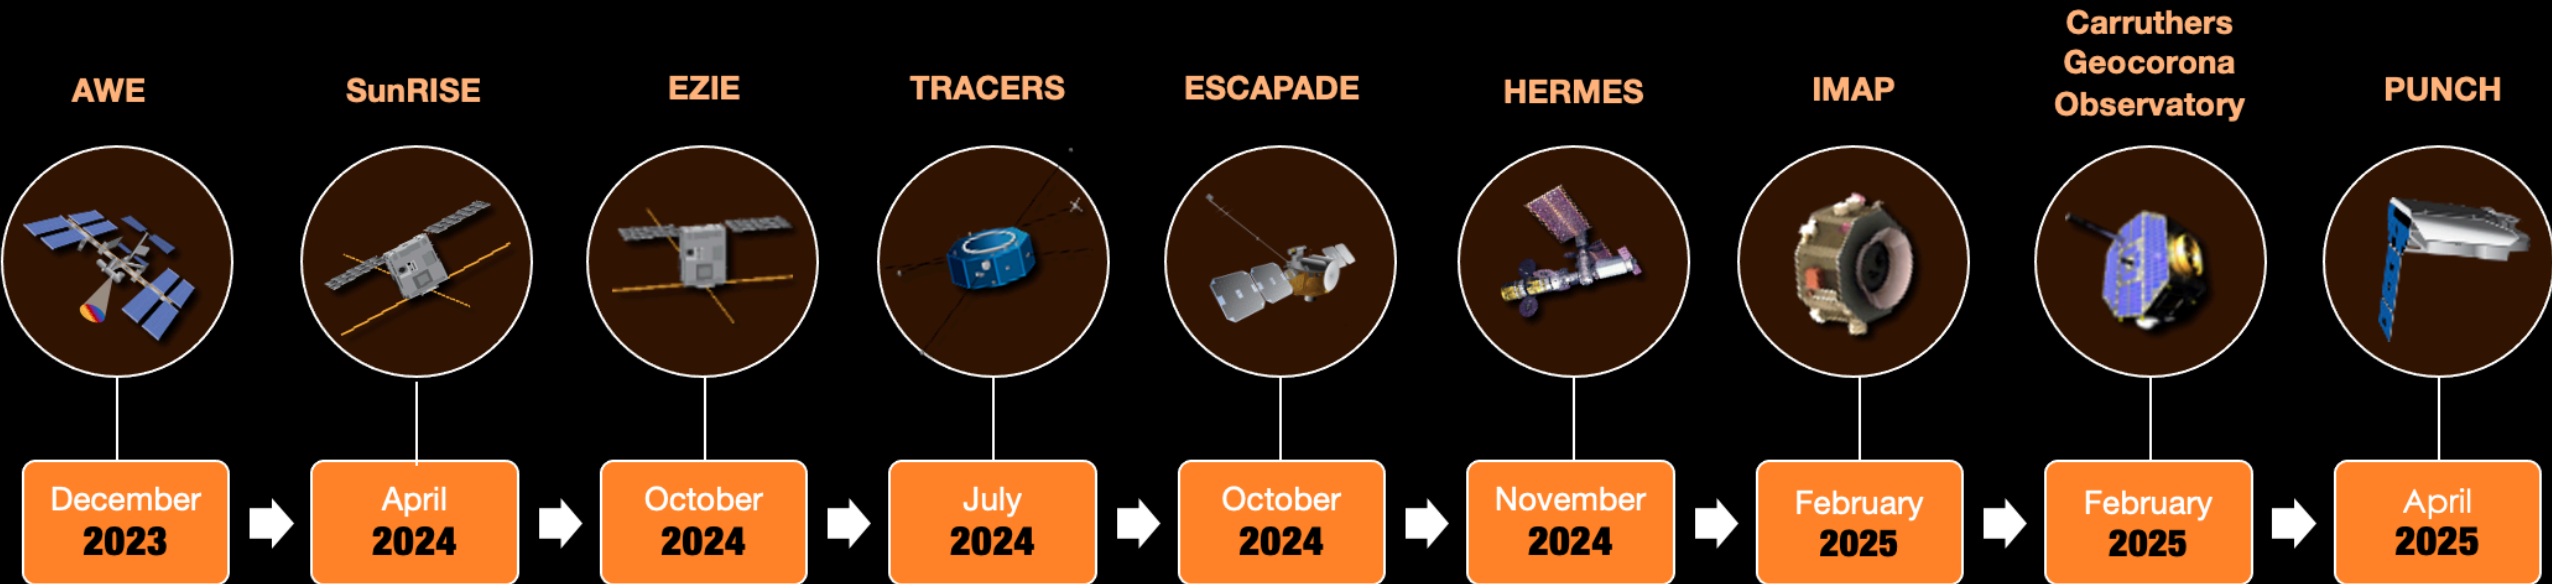 AWE
SunRISE
EZIE
TRACERS
ESCAPADE
HERMES
IMAP
Carruthers
Geocorona
Observatory
PUNCH
December
2023
April
2024
October
2024
July
2024
October
2024
November
2024
February
2025
February
2025
April
2025